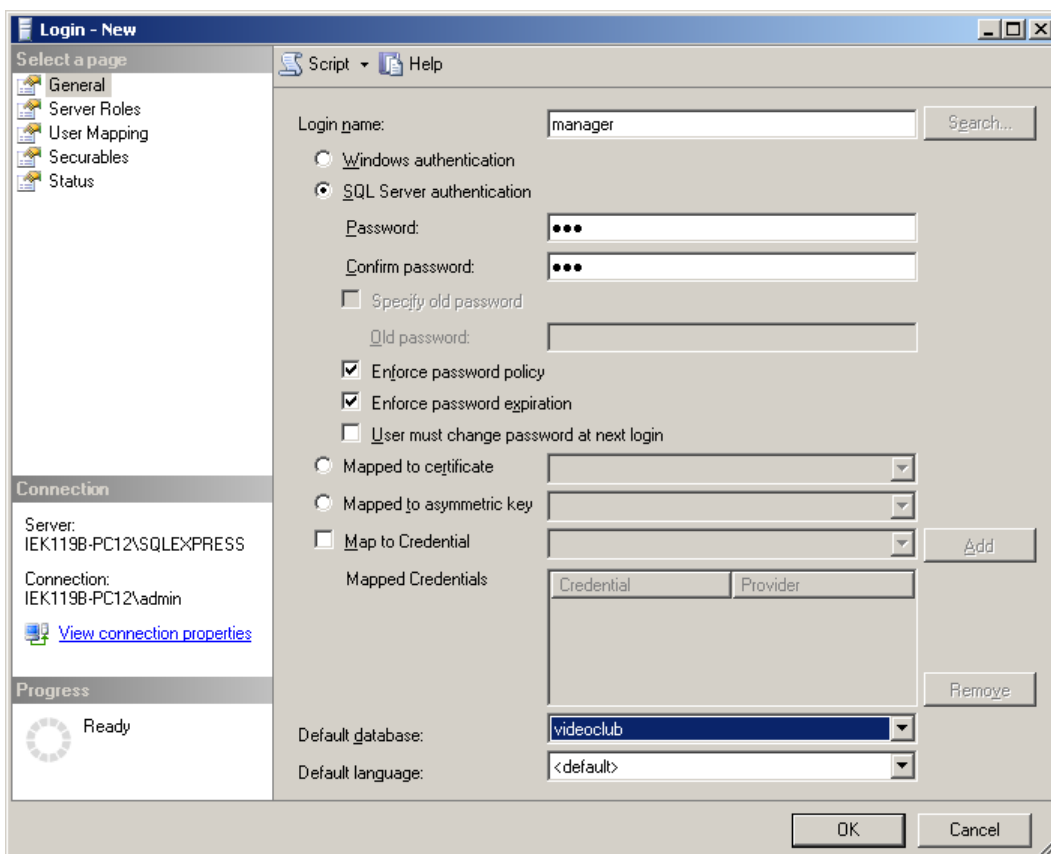 Login - New
Select a page
General
Server Roles
User Mapping
Securables
Status
Script Help
Login name: manager Search...
Windows authentication
SQL Server authentication
Password: ●●●
Confirm password: ●●●
Specify old password
Old password:
Enforce password policy
Enforce password expiration
User must change password at next login
Mapped to certificate
Mapped to asymmetric key
Map to Credential Add
Mapped Credentials Credential Provider
Remove
Default database: videoclub
Default language: <default>
Connection
Server:
IEK119B-PC12\SQLEXPRESS
Connection:
IEK119B-PC12\admin
View connection properties
Progress
Ready
OK Cancel